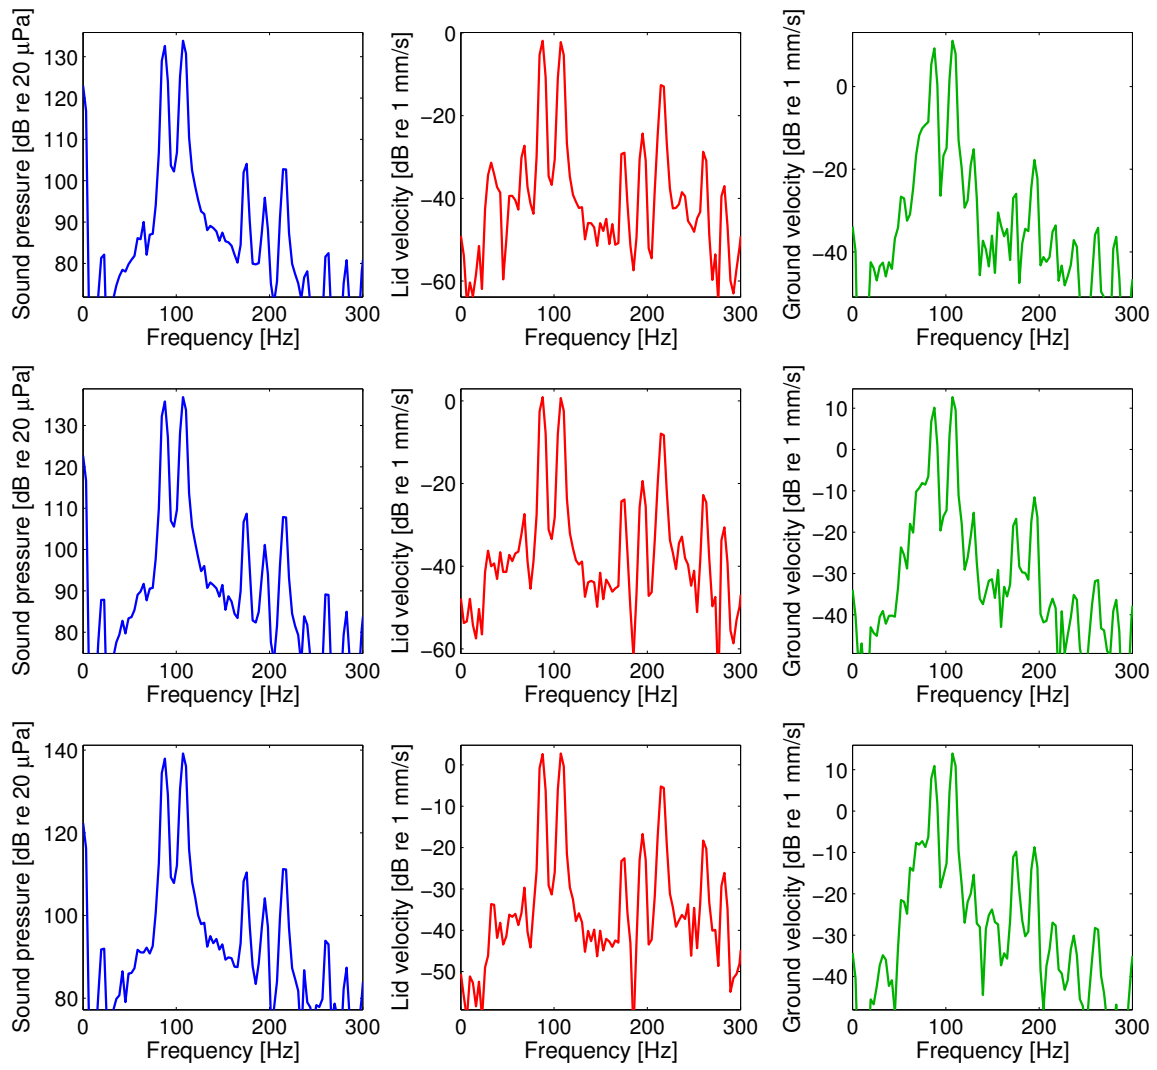 Sound pressure [dB re 20 μPa]
130
120
110
100
90
80
0 100 200 300
Frequency [Hz]
Lid velocity [dB re 1 mm/s]
0
−20
−40
−60
0 100 200 300
Frequency [Hz]
Ground velocity [dB re 1 mm/s]
0
−20
−40
0 100 200 300
Frequency [Hz]
Sound pressure [dB re 20 μPa]
130
120
110
100
90
80
0 100 200 300
Frequency [Hz]
Lid velocity [dB re 1 mm/s]
0
−20
−40
−60
0 100 200 300
Frequency [Hz]
Ground velocity [dB re 1 mm/s]
10
0
−10
−20
−30
−40
0 100 200 300
Frequency [Hz]
Sound pressure [dB re 20 μPa]
140
120
100
80
0 100 200 300
Frequency [Hz]
Lid velocity [dB re 1 mm/s]
0
−10
−20
−30
−40
−50
0 100 200 300
Frequency [Hz]
Ground velocity [dB re 1 mm/s]
10
0
−10
−20
−30
−40
0 100 200 300
Frequency [Hz]